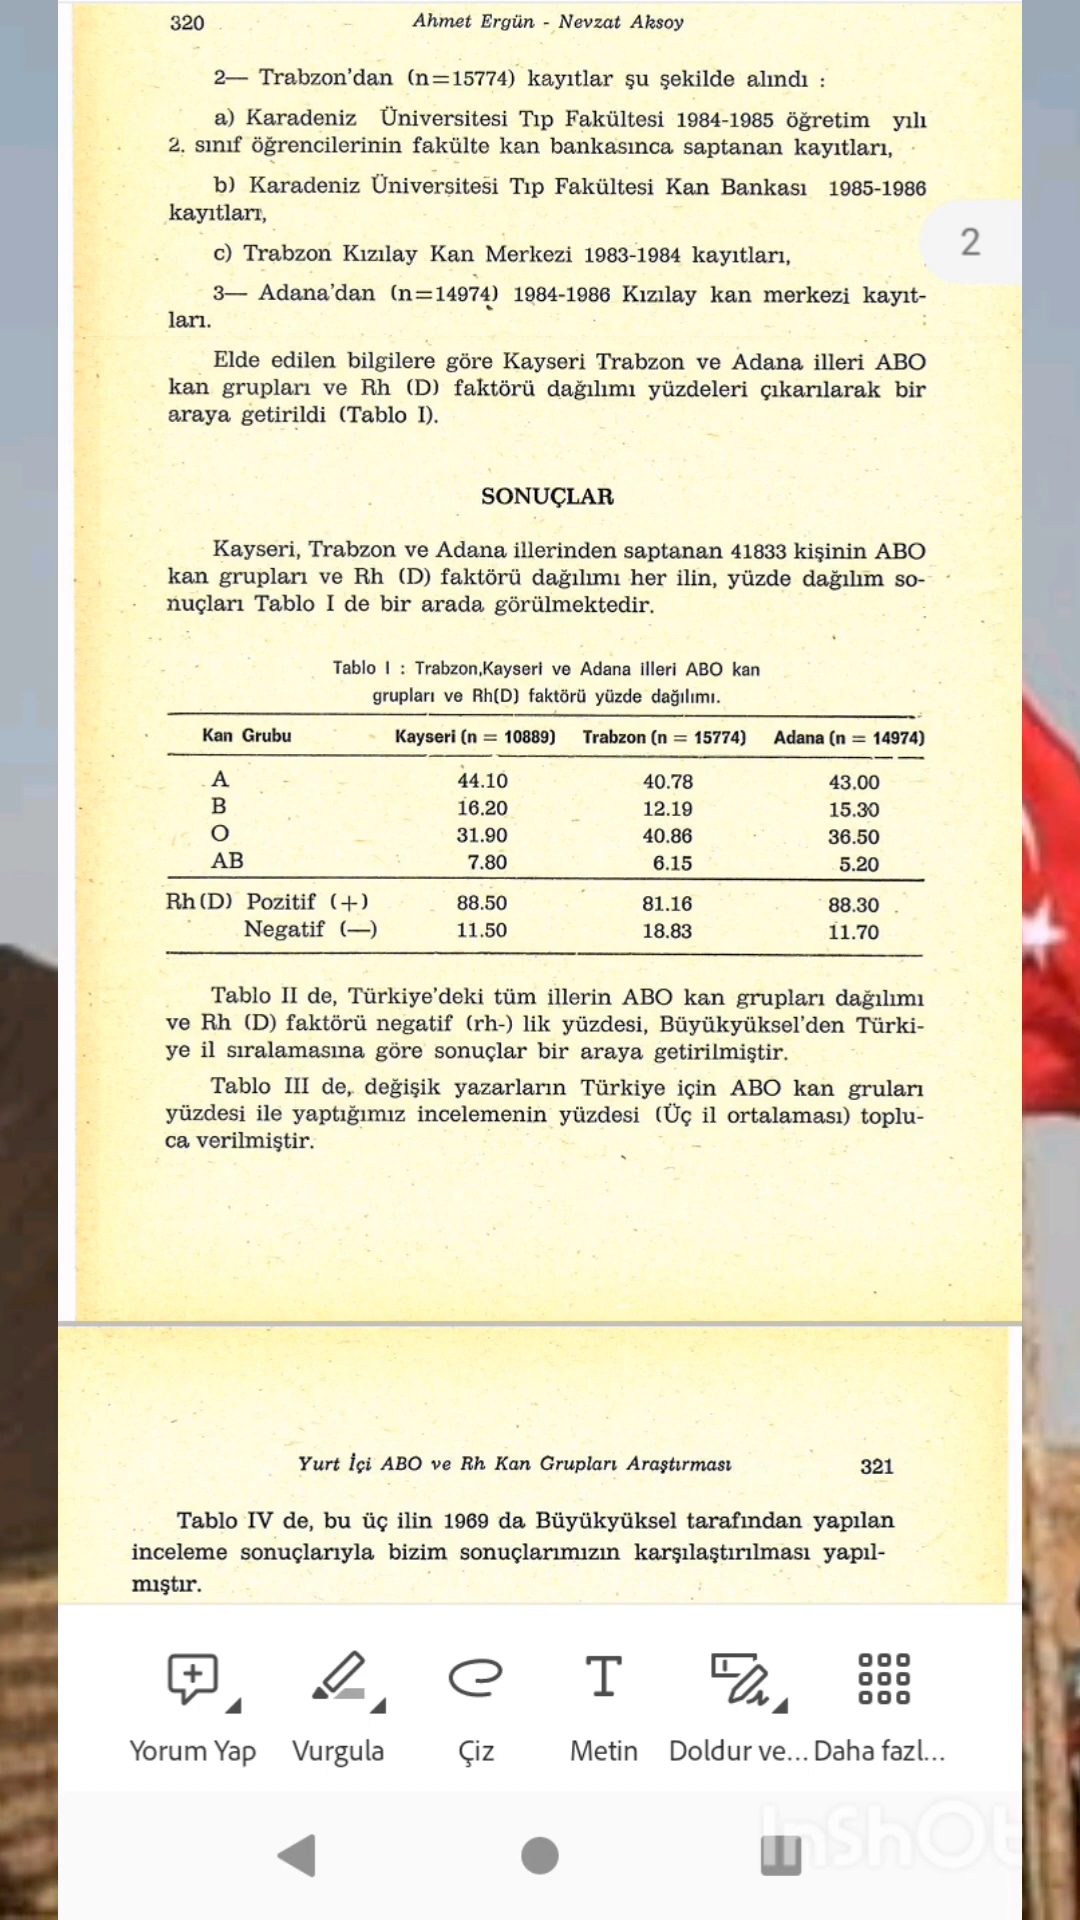 320
Ahmet Ergün - Nevzat Aksoy
2— Trabzon'dan (n=15774) kayıtlar şu şekilde alındı :
a) Karadeniz Üniversitesi Tıp Fakültesi 1984-1985 öğretim yılı
2. sınıf öğrencilerinin fakülte kan bankasınca saptanan kayıtları,
b) Karadeniz Üniversitesi Tıp Fakültesi Kan Bankası 1985-1986
kayıtları,
2
c) Trabzon Kızılay Kan Merkezi 1983-1984 kayıtları,
3— Adana'dan (n=14974) 1984-1986 Kızılay kan merkezi kayıt-
ları.
Elde edilen bilgilere göre Kayseri Trabzon ve Adana illeri ABO
kan grupları ve Rh (D) faktörü dağılımı yüzdeleri çıkarılarak bir
araya getirildi (Tablo I).
SONUÇLAR
Kayseri, Trabzon ve Adana illerinden saptanan 41833 kişinin ABO
kan grupları ve Rh (D) faktörü dağılımı her ilin, yüzde dağılım so-
nuçları Tablo I de bir arada görülmektedir.
Tablo I : Trabzon,Kayseri ve Adana illeri ABO kan
grupları ve Rh(D) faktörü yüzde dağılımı.
Kan Grubu Kayseri (n = 10889) Trabzon (n = 15774) Adana (n = 14974)
A 44.10 40.78 43.00
B 16.20 12.19 15.30
O 31.90 40.86 36.50
AB 7.80 6.15 5.20
Rh (D) Pozitif (+) 88.50 81.16 88.30
Negatif (—) 11.50 18.83 11.70
Tablo II de, Türkiye'deki tüm illerin ABO kan grupları dağılımı
ve Rh (D) faktörü negatif (rh-) lik yüzdesi, Büyükyüksel'den Türki-
ye il sıralamasına göre sonuçlar bir araya getirilmiştir.
Tablo III de, değişik yazarların Türkiye için ABO kan gruları
yüzdesi ile yaptığımız incelemenin yüzdesi (Üç il ortalaması) toplu-
ca verilmiştir.
Yurt İçi ABO ve Rh Kan Grupları Araştırması
321
Tablo IV de, bu üç ilin 1969 da Büyükyüksel tarafından yapılan
inceleme sonuçlarıyla bizim sonuçlarımızın karşılaştırılması yapıl-
mıştır.
Yorum Yap Vurgula Çiz Metin Doldur ve... Daha fazl...
InShOt